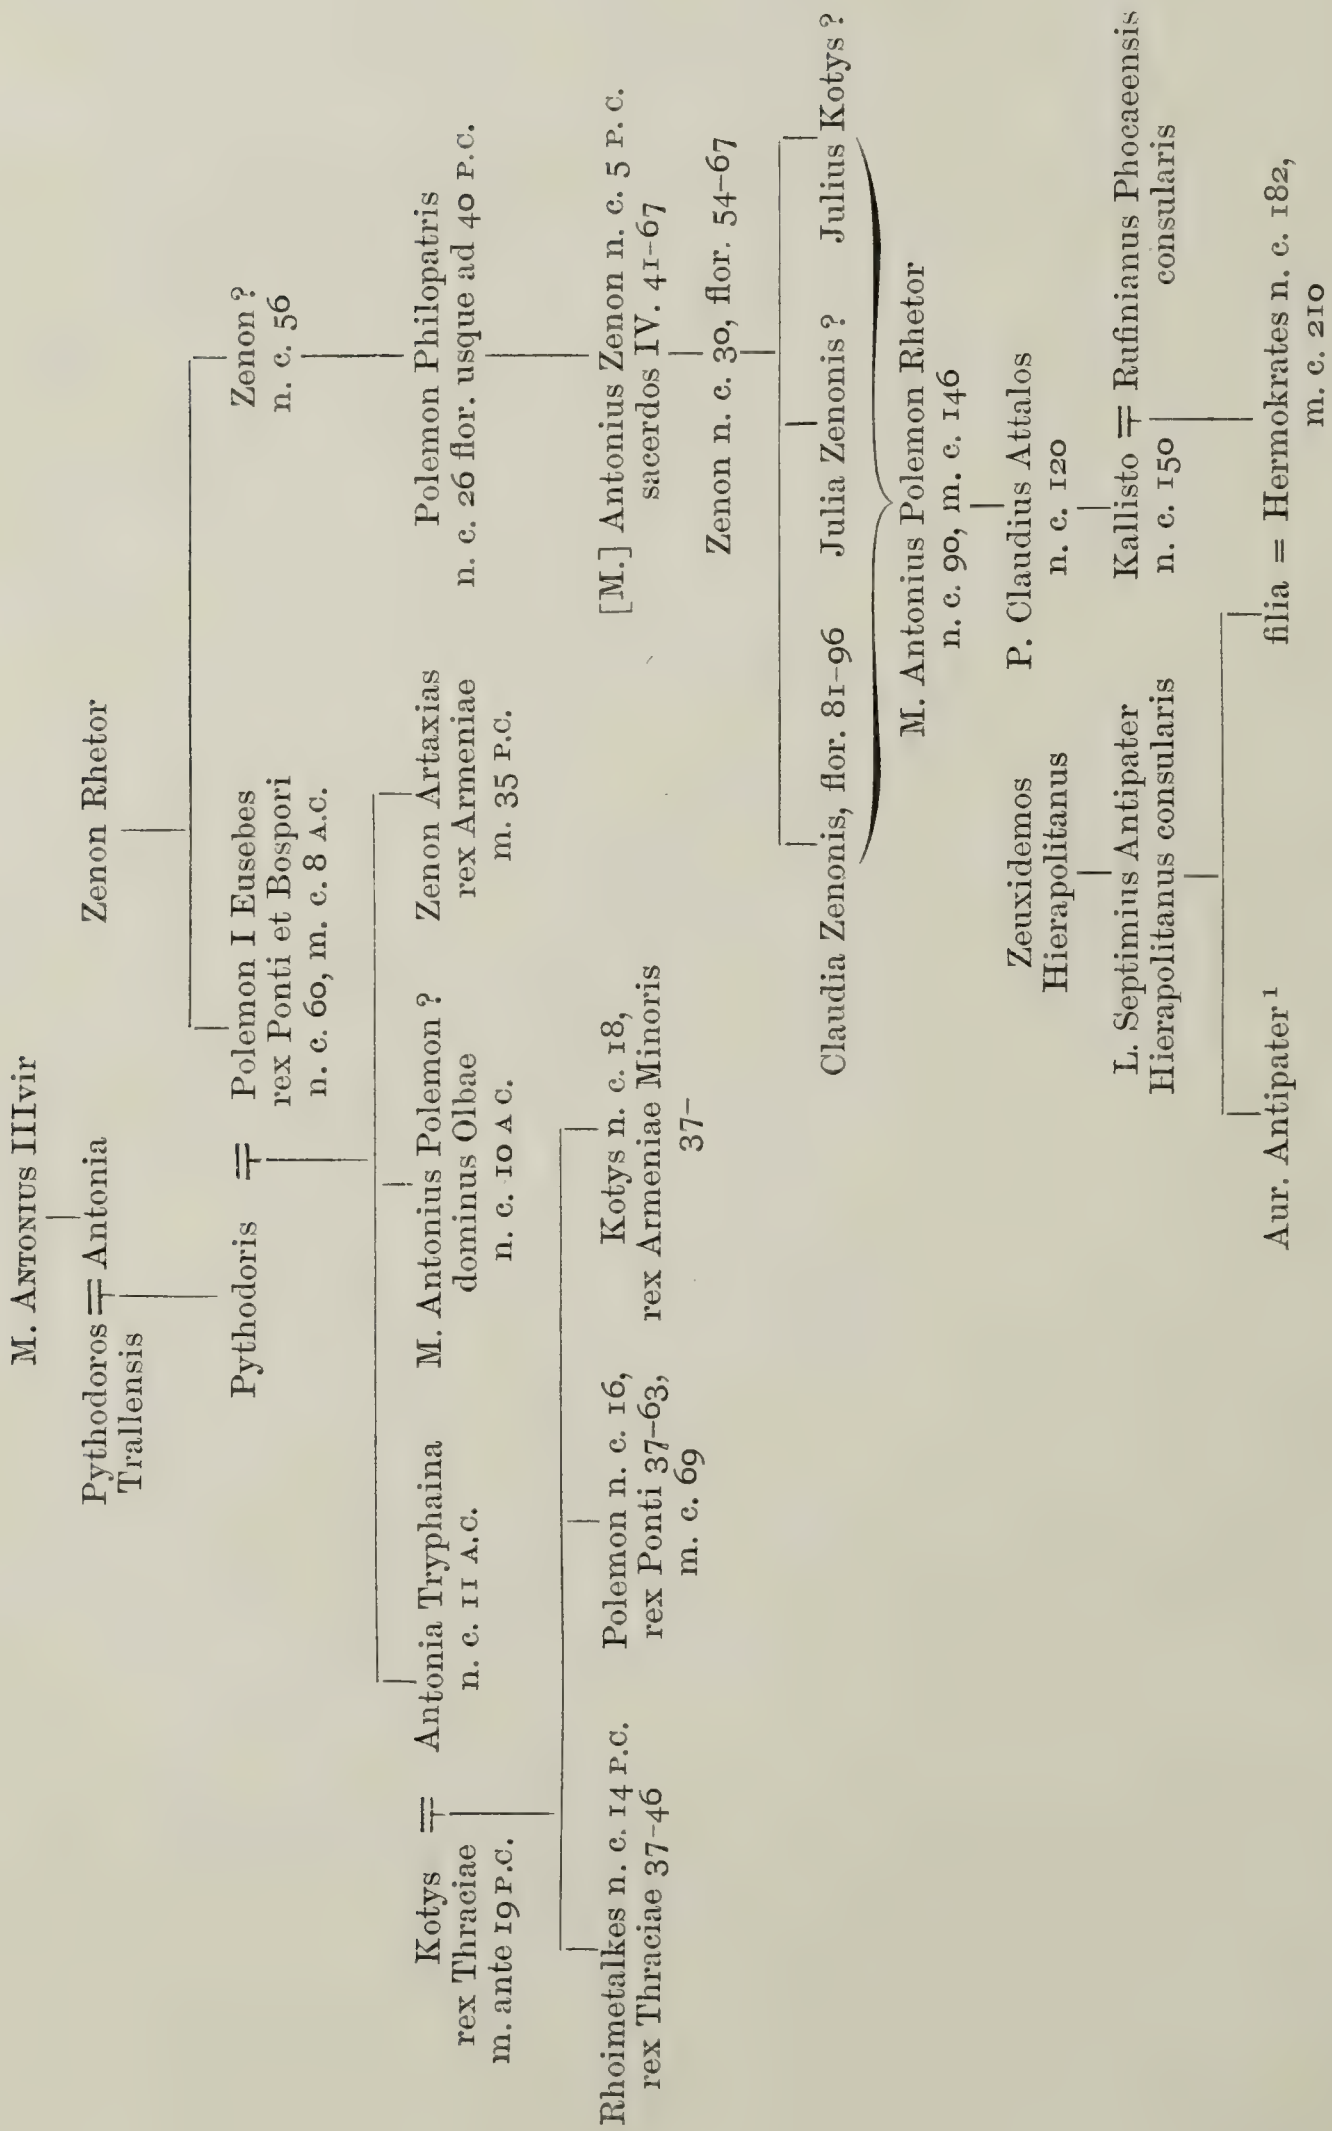 M. ANTONIUS IIIvir
Pythodoros = Antonia
Trallensis
Zenon Rhetor
Pythodoris =
Polemon I Eusebes
rex Ponti et Bospori
n. c. 60, m. c. 8 A.C.
Zenon?
n. c. 56
Kotys =
rex Thraciae
m. ante 19 P.C.
Antonia Tryphaina
n. c. 11 A.C.
M. Antonius Polemon?
dominus Olbae
n. c. 10 A C.
Zenon Artaxias
rex Armeniae
m. 35 P.C.
Polemon Philopatris
n. c. 26 flor. usque ad 40 P.C.
Rhoimetalkes n. c. 14 P.C.
rex Thraciae 37-46
Polemon n. c. 16,
rex Ponti 37-63,
m. c. 69
Kotys n. c. 18,
rex Armeniae Minoris
37-
[M.] Antonius Zenon n. c. 5 P. C.
sacerdos IV. 41-67
Zenon n. c. 30, flor. 54-67
Claudia Zenonis, flor. 81-96
Julia Zenonis?
Julius Kotys?
M. Antonius Polemon Rhetor
n. c. 90, m. c. 146
Zeuxidemos
Hierapolitanus
P. Claudius Attalos
n. c. 120
L. Septimius Antipater
Hierapolitanus consularis
Kallisto = Rufinianus Phocaeensis
n. c. 150
consularis
Aur. Antipater 1
filia = Hermokrates n. c. 182,
m. c. 210